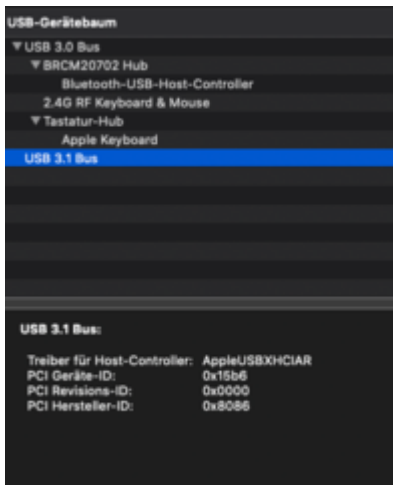 USB-Gerätebaum
USB 3.0 Bus
BRCM20702 Hub
Bluetooth-USB-Host-Controller
2.4G RF Keyboard & Mouse
Tastatur-Hub
Apple Keyboard
USB 3.1 Bus
USB 3.1 Bus:
Treiber für Host-Controller: AppleUSBXHCIAR
PCI Geräte-ID: 0x15b6
PCI Revisions-ID: 0x0000
PCI Hersteller-ID: 0x8086